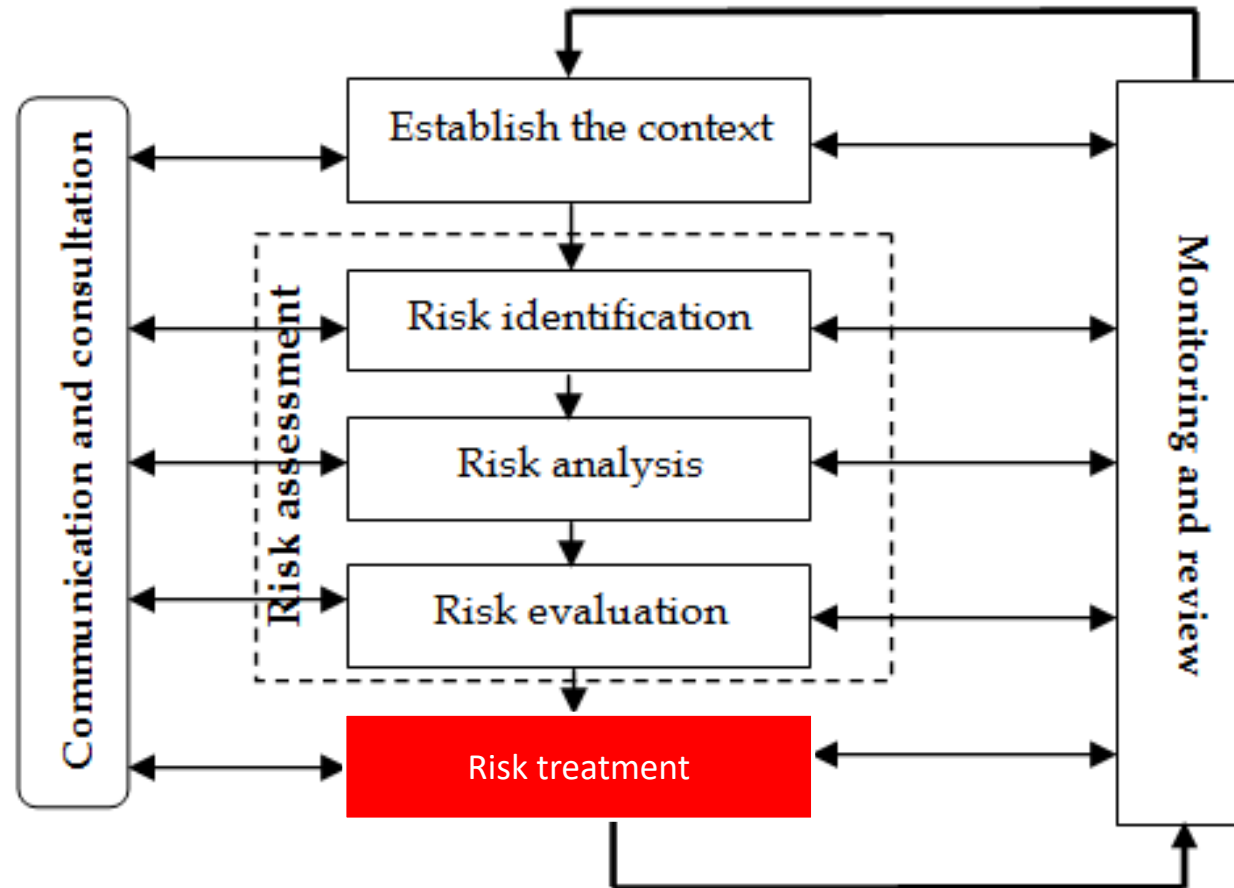 Establish the context
Communication and consultation
Risk assessment
Risk identification
Risk analysis
Risk evaluation
Risk treatment
Monitoring and review